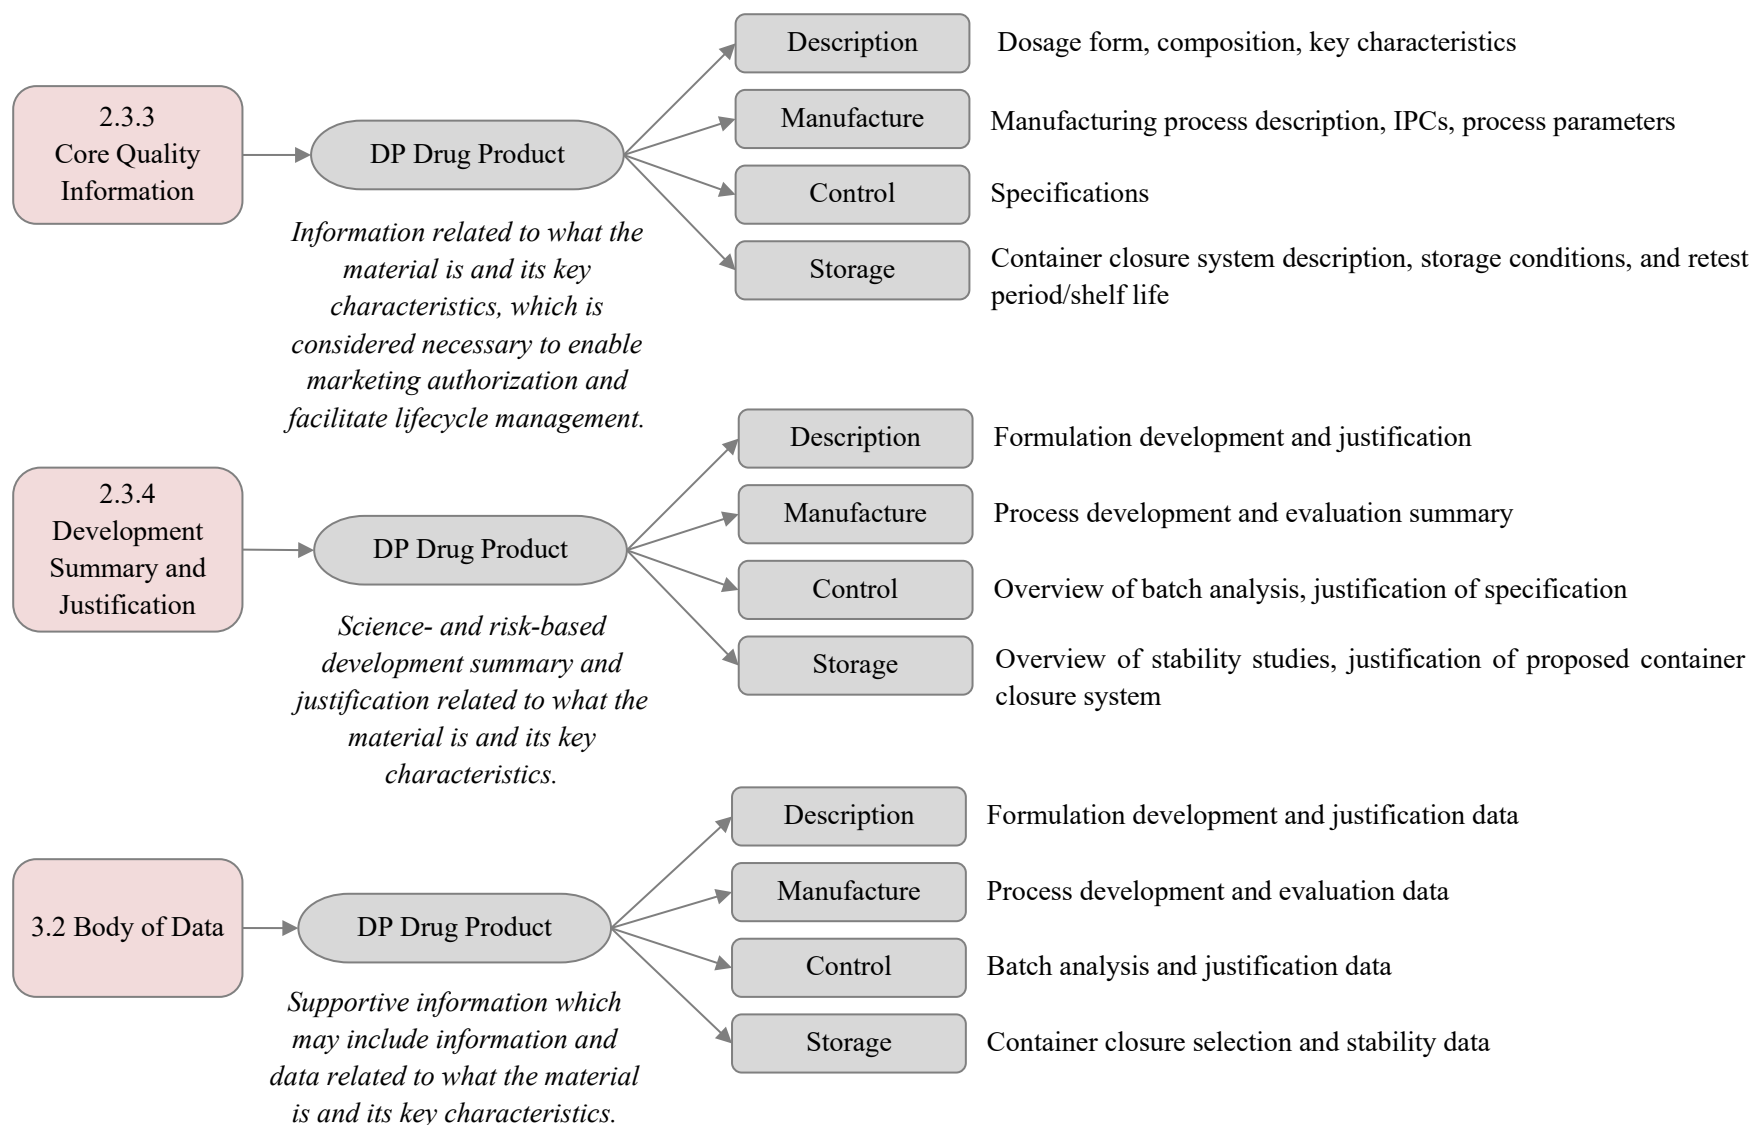 2.3.3
Core Quality
Information
DP Drug Product
Information related to what the
material is and its key
characteristics, which is
considered necessary to enable
marketing authorization and
facilitate lifecycle management.
Description
Dosage form, composition, key characteristics
Manufacture
Manufacturing process description, IPCs, process parameters
Control
Specifications
Storage
Container closure system description, storage conditions, and retest
period/shelf life
2.3.4
Development
Summary and
Justification
DP Drug Product
Science- and risk-based
development summary and
justification related to what the
material is and its key
characteristics.
Description
Formulation development and justification
Manufacture
Process development and evaluation summary
Control
Overview of batch analysis, justification of specification
Storage
Overview of stability studies, justification of proposed container
closure system
3.2 Body of Data
DP Drug Product
Supportive information which
may include information and
data related to what the material
is and its key characteristics.
Description
Formulation development and justification data
Manufacture
Process development and evaluation data
Control
Batch analysis and justification data
Storage
Container closure selection and stability data